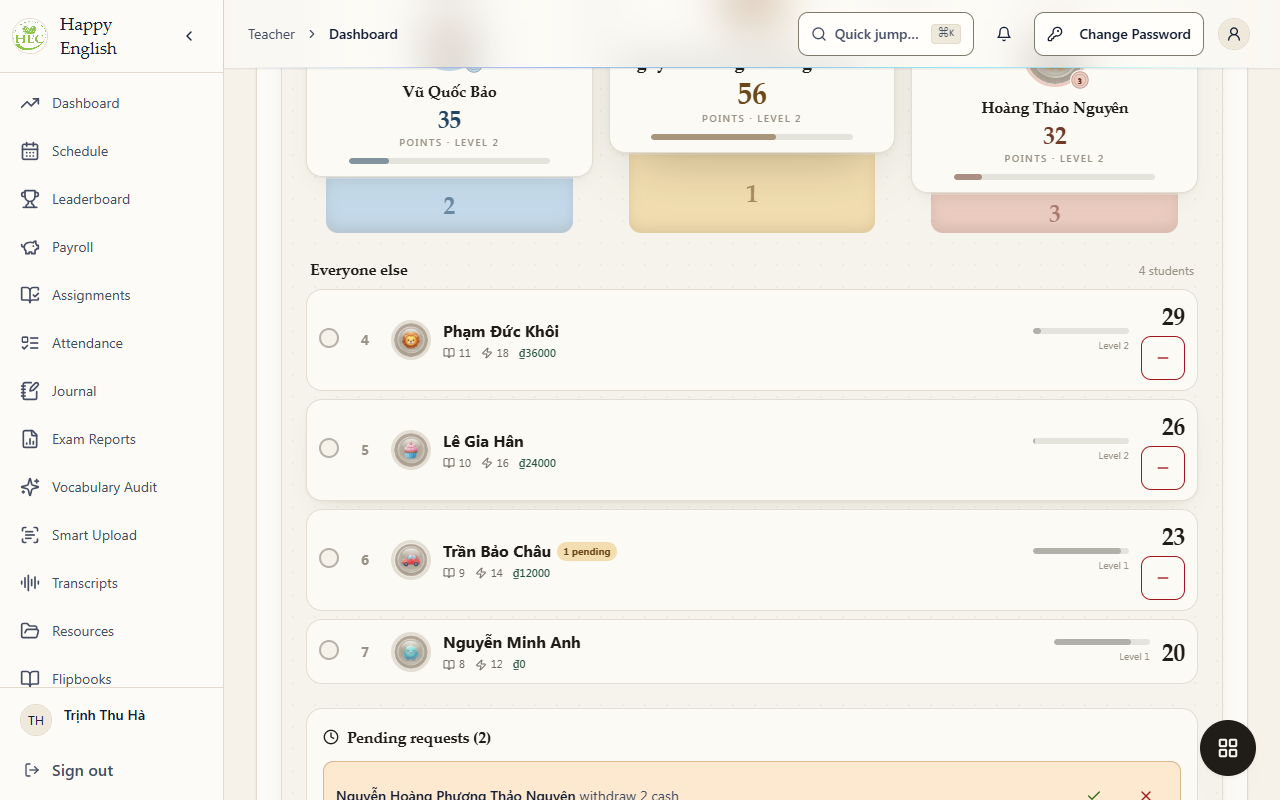 HEC
Happy
English
Teacher
Dashboard
Quick jump...
⌘K
Change Password
Dashboard
Schedule
Leaderboard
Payroll
Assignments
Attendance
Journal
Exam Reports
Vocabulary Audit
Smart Upload
Transcripts
Resources
Flipbooks
TH
Trịnh Thu Hà
Sign out
Vũ Quốc Bảo
35
POINTS · LEVEL 2
2
56
POINTS · LEVEL 2
1
3
Hoàng Thảo Nguyên
32
POINTS · LEVEL 2
3
Everyone else
4 students
4
Phạm Đức Khôi
11
18
₫36000
Level 2
29
5
Lê Gia Hân
10
16
₫24000
Level 2
26
6
Trần Bảo Châu
1 pending
9
14
₫12000
Level 1
23
7
Nguyễn Minh Anh
8
12
₫0
Level 1
20
Pending requests (2)
Nguyễn Hoàng Phương Thảo Nguyên withdraw 2 cash